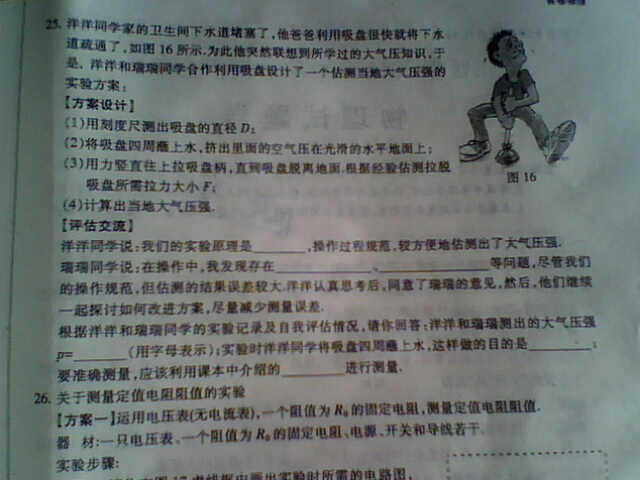 25. 洋洋同学家的卫生间下水道堵塞了,他爸爸利用吸盘很快就将下水
道疏通了,如图 16 所示.为此他突然联想到所学过的大气压知识,于
是,洋洋和瑞瑞同学合作利用吸盘设计了一个估测当地大气压强的
实验方案:
【方案设计】
(1)用刻度尺测出吸盘的直径 D;
(2)将吸盘四周蘸上水,挤出里面的空气压在光滑的水平地面上;
(3)用力竖直往上拉吸盘柄,直到吸盘脱离地面.根据经验估测拉脱
吸盘所需拉力大小 F;
图 16
(4)计算出当地大气压强.
【评估交流】
洋洋同学说:我们的实验原理是______,操作过程规范,较方便地估测出了大气压强.
瑞瑞同学说:在操作中,我发现存在____________、____________等问题,尽管我们
的操作规范,但估测的结果误差较大.洋洋认真思考后,同意了瑞瑞的意见,然后,他们继续
一起探讨如何改进方案,尽量减少测量误差.
根据洋洋和瑞瑞同学的实验记录及自我评估情况,请你回答:洋洋和瑞瑞测出的大气压强
p=______(用字母表示);实验时洋洋同学将吸盘四周蘸上水,这样做的目的是________;
要准确测量,应该利用课本中介绍的________进行测量.
26. 关于测量定值电阻阻值的实验
【方案一】运用电压表(无电流表),一个阻值为 R0 的固定电阻,测量定值电阻阻值.
器 材:一只电压表、一个阻值为 R0 的固定电阻、电源、开关和导线若干.
实验步骤: